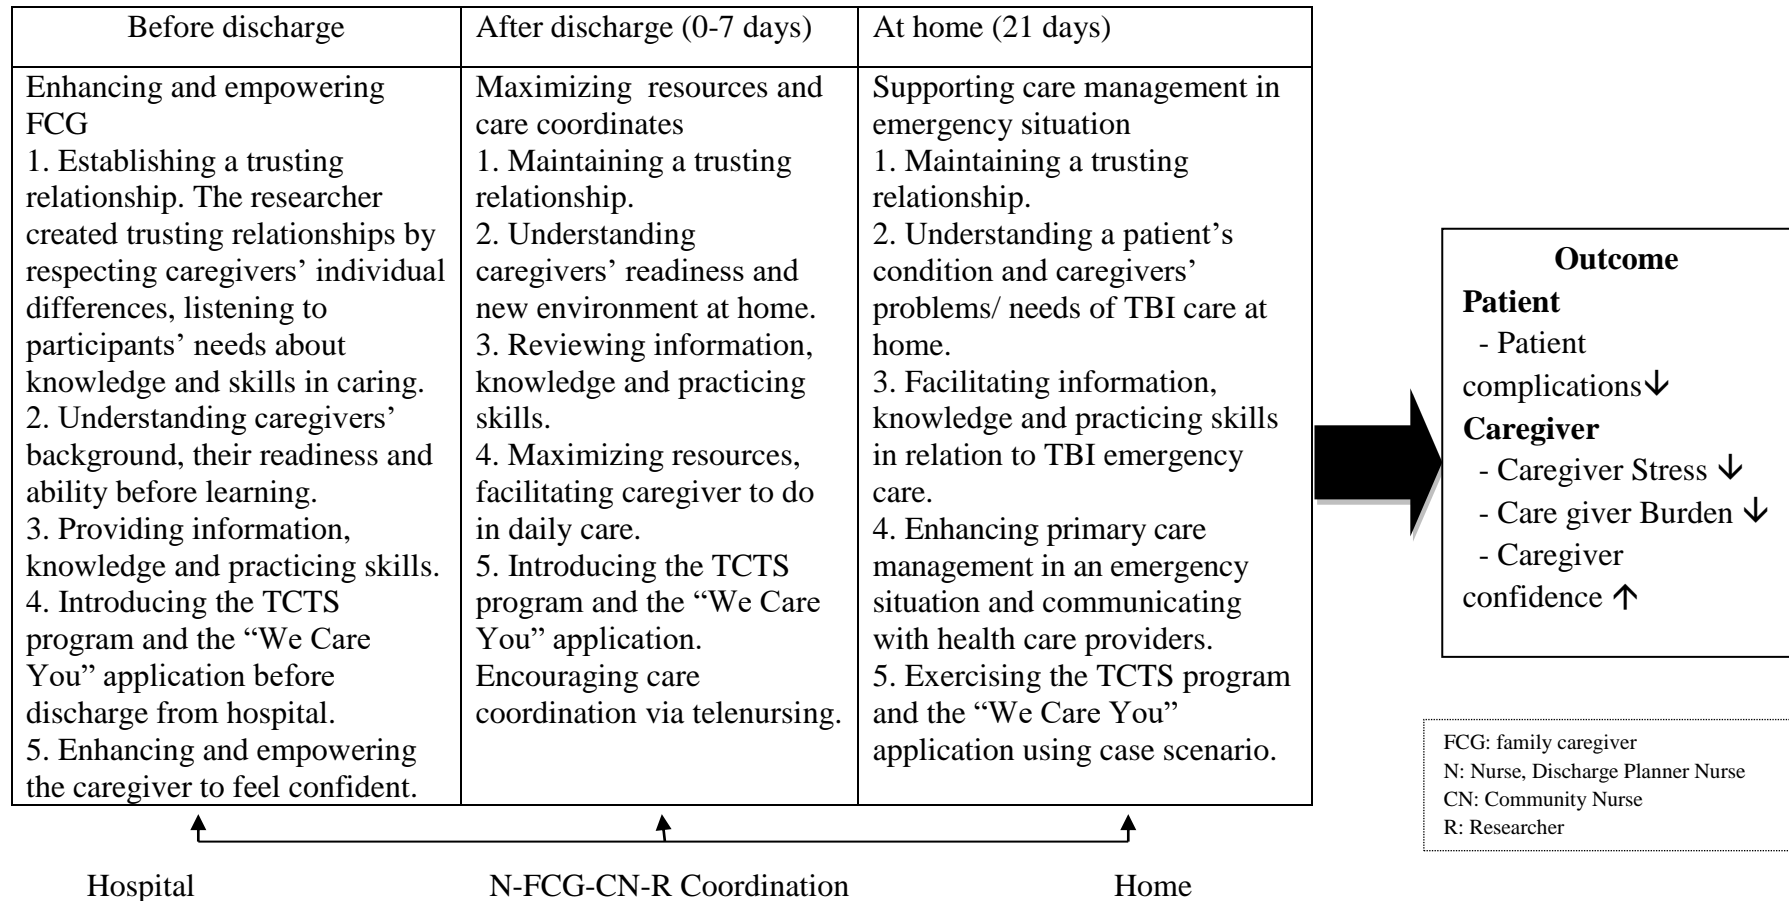 Before discharge
After discharge (0-7 days)
At home (21 days)
Enhancing and empowering
FCG
1. Establishing a trusting
relationship. The researcher
created trusting relationships by
respecting caregivers’ individual
differences, listening to
participants’ needs about
knowledge and skills in caring.
2. Understanding caregivers’
background, their readiness and
ability before learning.
3. Providing information,
knowledge and practicing skills.
4. Introducing the TCTS
program and the “We Care
You” application before
discharge from hospital.
5. Enhancing and empowering
the caregiver to feel confident.
Maximizing resources and
care coordinates
1. Maintaining a trusting
relationship.
2. Understanding
caregivers’ readiness and
new environment at home.
3. Reviewing information,
knowledge and practicing
skills.
4. Maximizing resources,
facilitating caregiver to do
in daily care.
5. Introducing the TCTS
program and the “We Care
You” application.
Encouraging care
coordination via telenursing.
Supporting care management in
emergency situation
1. Maintaining a trusting
relationship.
2. Understanding a patient’s
condition and caregivers’
problems/ needs of TBI care at
home.
3. Facilitating information,
knowledge and practicing skills
in relation to TBI emergency
care.
4. Enhancing primary care
management in an emergency
situation and communicating
with health care providers.
5. Exercising the TCTS program
and the “We Care You”
application using case scenario.
Outcome
Patient
- Patient
complications↓
Caregiver
- Caregiver Stress ↓
- Care giver Burden ↓
- Caregiver
confidence ↑
FCG: family caregiver
N: Nurse, Discharge Planner Nurse
CN: Community Nurse
R: Researcher
Hospital
N-FCG-CN-R Coordination
Home